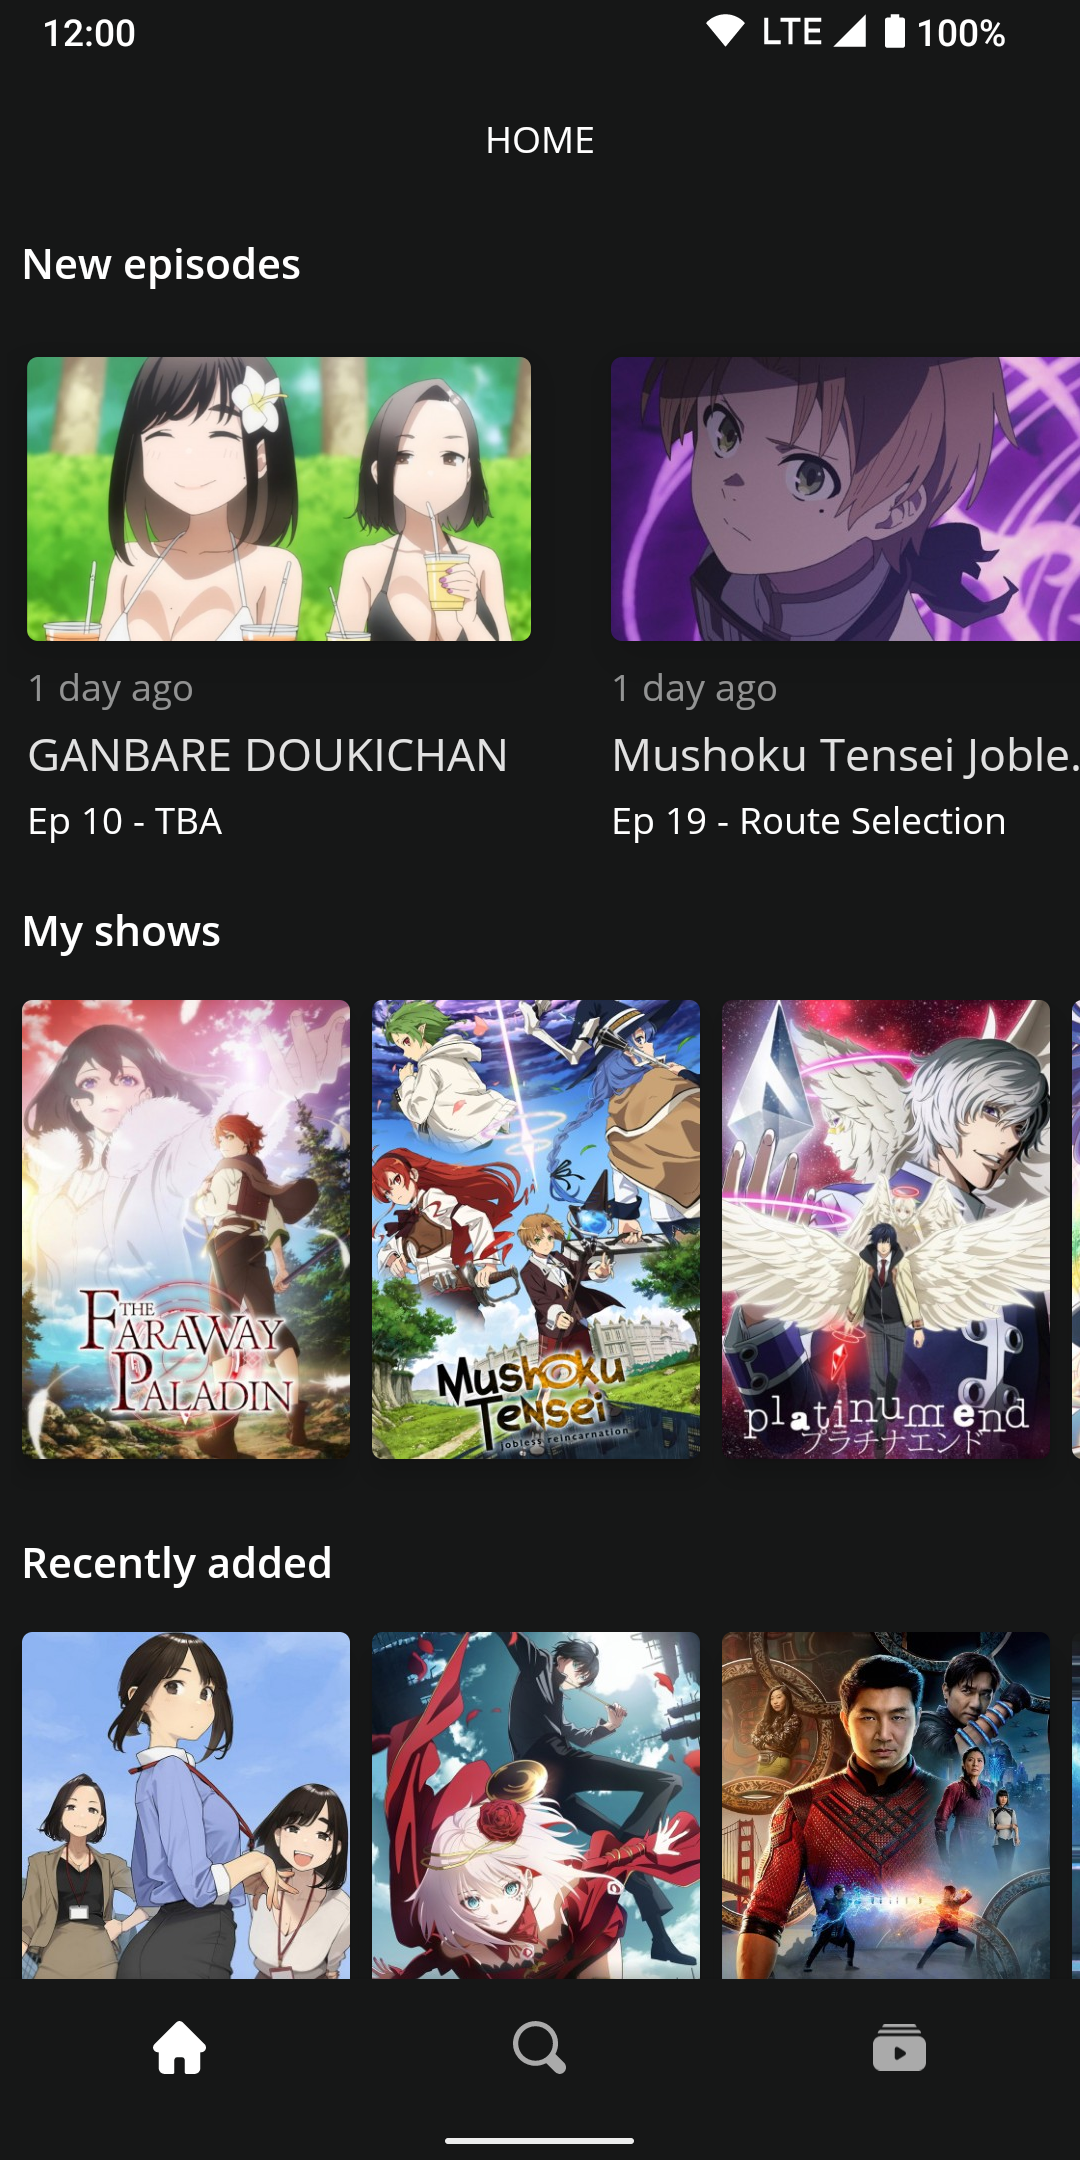 12:00 LTE 100%
HOME
New episodes
1 day ago
GANBARE DOUKICHAN
Ep 10 - TBA
1 day ago
Mushoku Tensei Joble.
Ep 19 - Route Selection
My shows
THE
FARAWAY
PALADIN
Mushoku
Tensei
jobless reincarnation
platinum end
プラチナエンド
Recently added